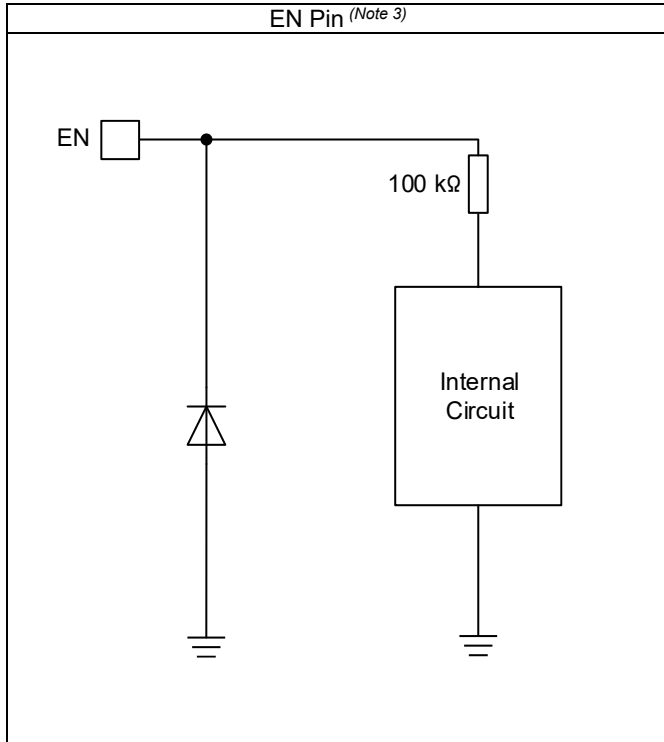 EN Pin (Note 3)
EN
100 kΩ
Internal
Circuit